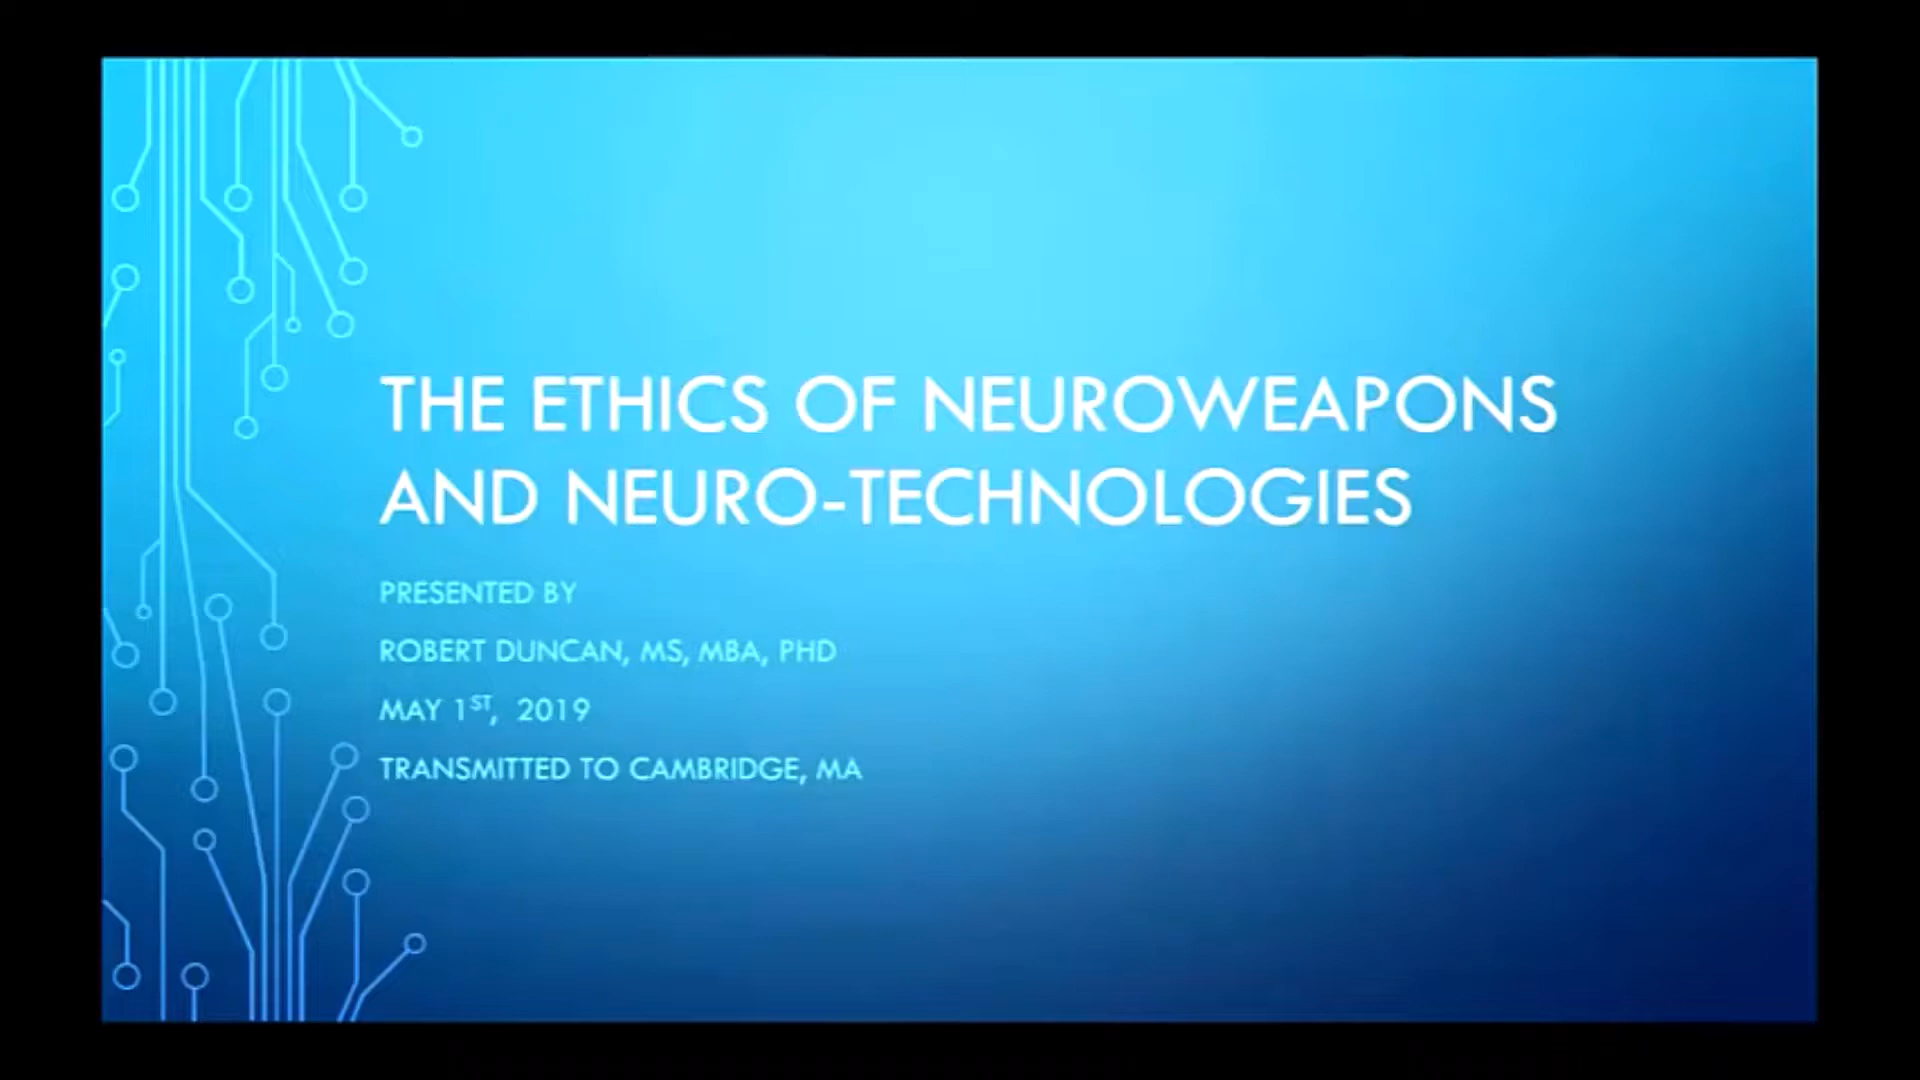 THE ETHICS OF NEUROWEAPONS
AND NEURO-TECHNOLOGIES
PRESENTED BY
ROBERT DUNCAN, MS, MBA, PHD
MAY 1ST, 2019
TRANSMITTED TO CAMBRIDGE, MA